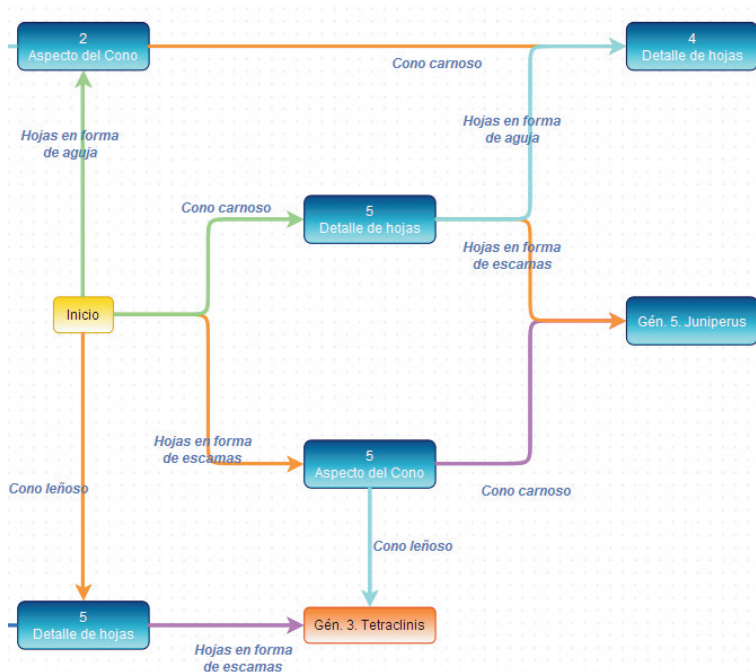 2
Aspecto del Cono
4
Detalle de hojas
Cono carnoso
Hojas en forma
de aguja
Hojas en forma
de aguja
Cono carnoso
5
Detalle de hojas
Hojas en forma
de escamas
Inicio
Gén. 5. Juniperus
Hojas en forma
de escamas
5
Aspecto del Cono
Cono leñoso
Cono carnoso
Cono leñoso
5
Detalle de hojas
Gén. 3. Tetraclinis
Hojas en forma
de escamas